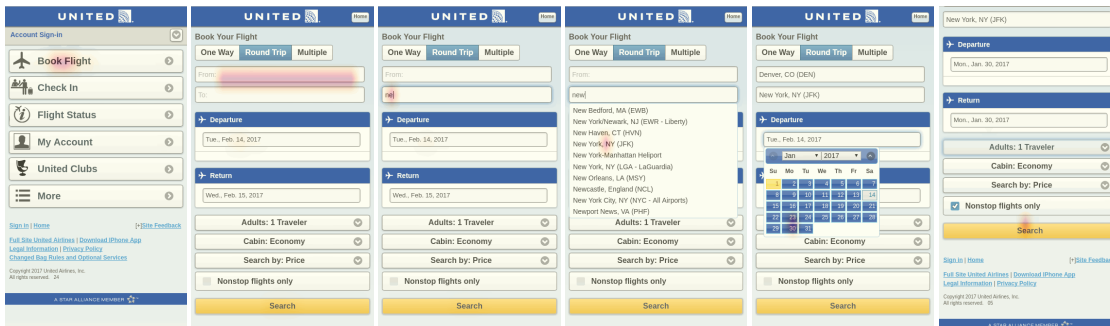 UNITED
Account Sign-in
Book Flight
Check In
Flight Status
My Account
United Clubs
More
Sign in | Home [+]Site Feedback
Full Site United Airlines | Download iPhone App
Legal Information | Privacy Policy
Changed Bag Rules and Optional Services
Copyright 2017 United Airlines, Inc.
All rights reserved. 24
A STAR ALLIANCE MEMBER
UNITED Home
Book Your Flight
One Way Round Trip Multiple
From:
To:
Departure
Tue., Feb. 14, 2017
Return
Wed., Feb. 15, 2017
Adults: 1 Traveler
Cabin: Economy
Search by: Price
Nonstop flights only
Search
UNITED Home
Book Your Flight
One Way Round Trip Multiple
From:
ne
Departure
Tue., Feb. 14, 2017
Return
Wed., Feb. 15, 2017
Adults: 1 Traveler
Cabin: Economy
Search by: Price
Nonstop flights only
Search
UNITED Home
Book Your Flight
One Way Round Trip Multiple
From:
new
New Bedford, MA (EWB)
New York/Newark, NJ (EWR - Liberty)
New Haven, CT (HVN)
New York, NY (JFK)
New York-Manhattan Heliport
New York, NY (LGA - LaGuardia)
New Orleans, LA (MSY)
Newcastle, England (NCL)
New York City, NY (NYC - All Airports)
Newport News, VA (PHF)
Adults: 1 Traveler
Cabin: Economy
Search by: Price
Nonstop flights only
Search
UNITED Home
Book Your Flight
One Way Round Trip Multiple
Denver, CO (DEN)
New York, NY (JFK)
Departure
Tue., Feb. 14, 2017
Jan 2017
Su Mo Tu We Th Fr Sa
1 2 3 4 5 6 7
8 9 10 11 12 13 14
15 16 17 18 19 20 21
22 23 24 25 26 27 28
29 30 31
Cabin: Economy
Search by: Price
Nonstop flights only
Search
New York, NY (JFK)
Departure
Mon., Jan. 30, 2017
Return
Mon., Jan. 30, 2017
Adults: 1 Traveler
Cabin: Economy
Search by: Price
Nonstop flights only
Search
Sign in | Home [+]Site Feedbac
Full Site United Airlines | Download iPhone App
Legal Information | Privacy Policy
Copyright 2017 United Airlines, Inc.
All rights reserved. 05
A STAR ALLIANCE MEMBER